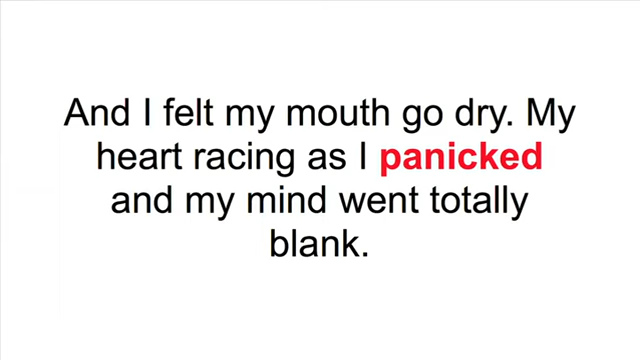 And I felt my mouth go dry. My
heart racing as I panicked
and my mind went totally
blank.